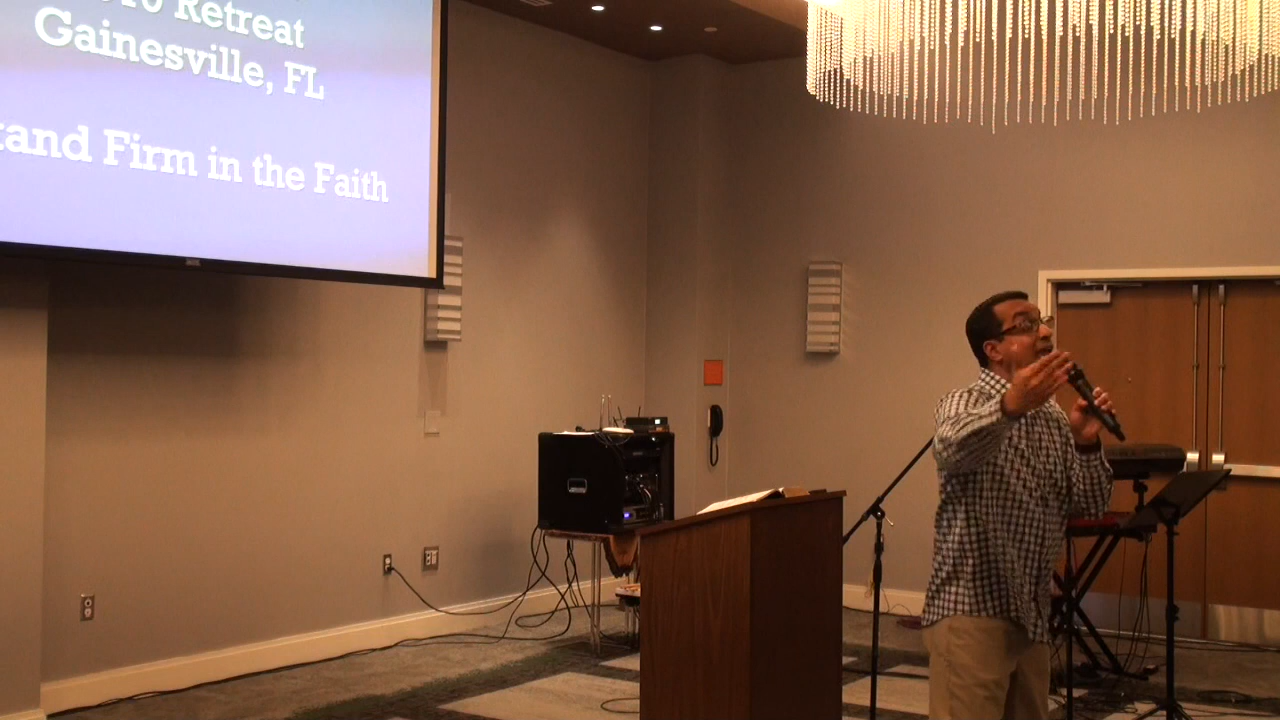 Retreat
Gainesville, FL
tand Firm in the Faith